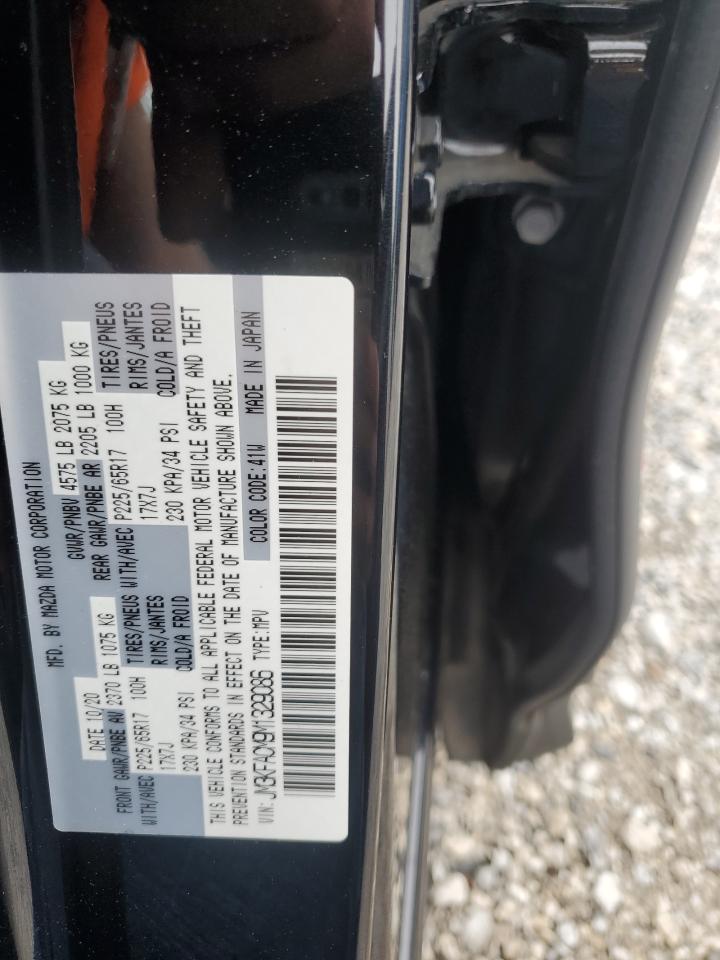 MFD. BY MAZDA MOTOR CORPORATION
DATE 10/20 GVWR/PNBV 4575 LB 2075 KG
FRONT GAWR/PNBE AV 2370 LB 1075 KG REAR GAWR/PNBE AR 2205 LB 1000 KG
WITH/AVEC P225/65R17 100H TIRES/PNEUS WITH/AVEC P225/65R17 100H TIRES/PNEUS
17X7J RIMS/JANTES 17X7J RIMS/JANTES
230 KPA/34 PSI COLD/A FROID 230 KPA/34 PSI COLD/A FROID
THIS VEHICLE CONFORMS TO ALL APPLICABLE FEDERAL MOTOR VEHICLE SAFETY AND THEFT
PREVENTION STANDARDS IN EFFECT ON THE DATE OF MANUFACTURE SHOWN ABOVE.
VIN: JM3KFACM9M1329086 TYPE:MPV COLOR CODE:41W MADE IN JAPAN